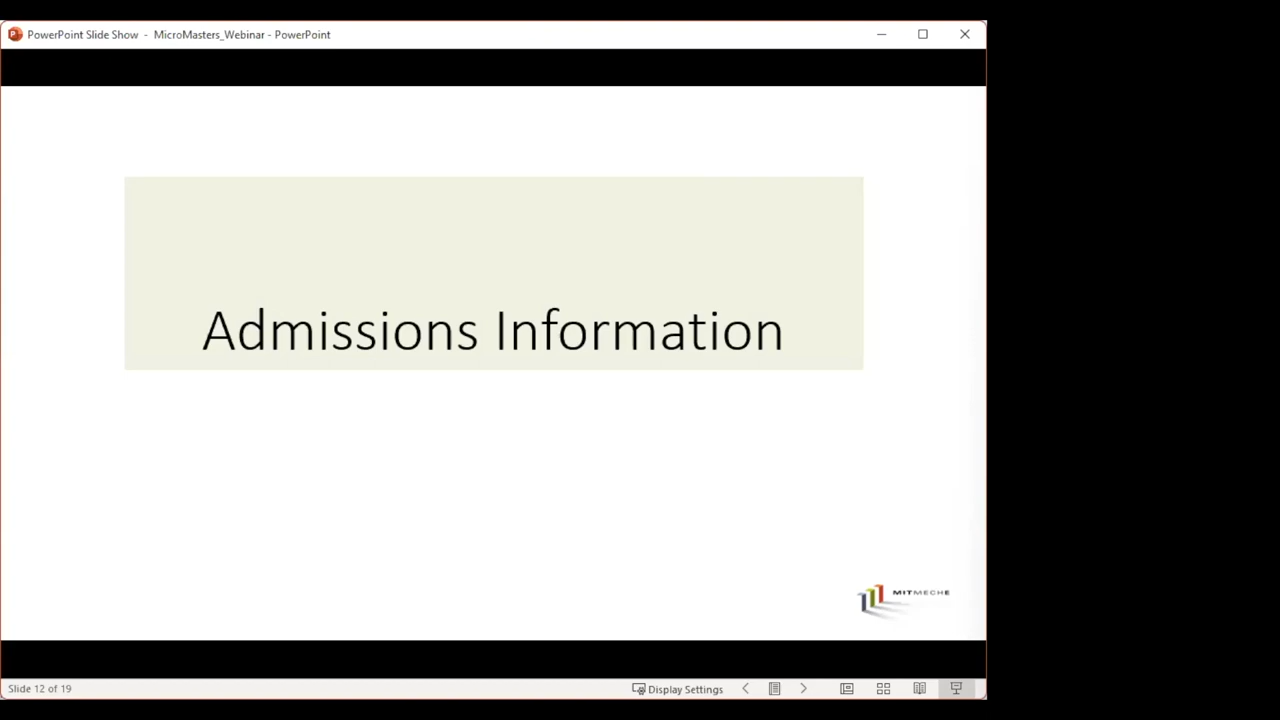 PowerPoint Slide Show - MicroMasters_Webinar - PowerPoint
Admissions Information
MITMECHE
Slide 12 of 19
Display Settings